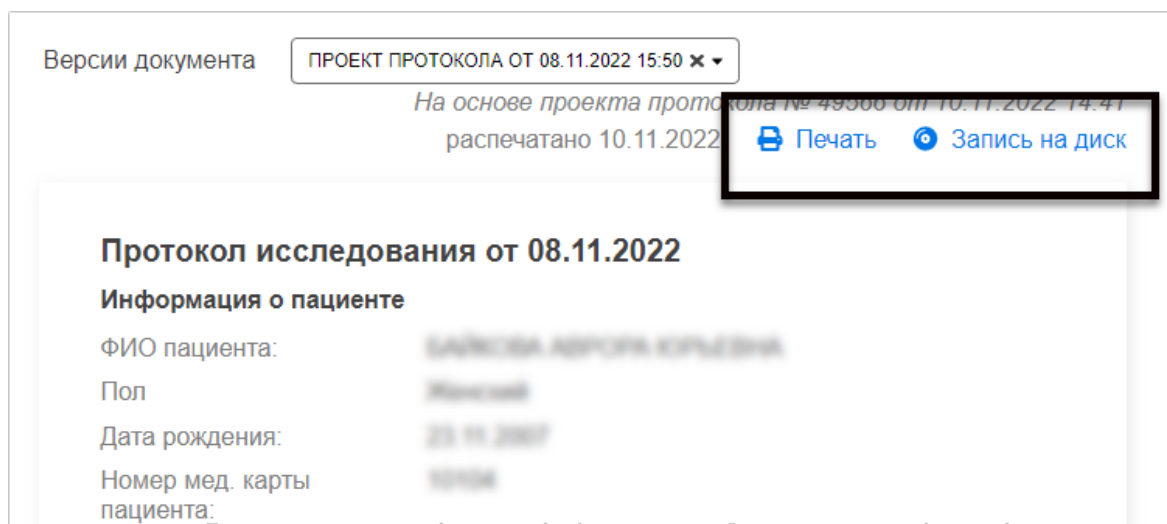 Версии документа ПРОЕКТ ПРОТОКОЛА ОТ 08.11.2022 15:50
На основе проекта протокола № 49566 от 10.11.2022 14:41
распечатано 10.11.2022 Печать Запись на диск
Протокол исследования от 08.11.2022
Информация о пациенте
ФИО пациента:
Пол
Дата рождения:
Номер мед. карты
пациента: